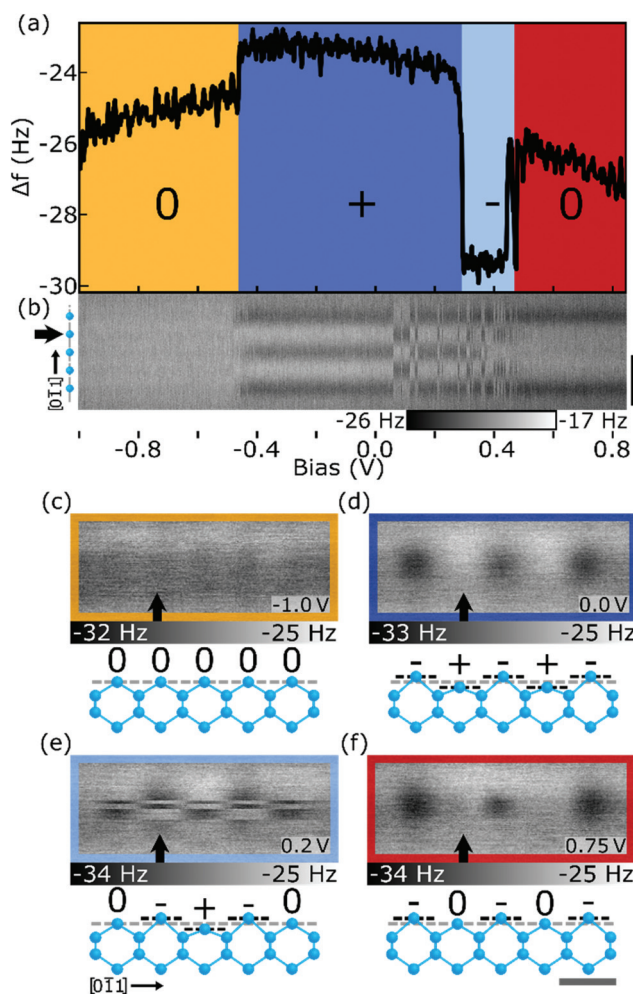 (a)
-24
-26
-28
-30
Δf (Hz)
0 + - 0
(b)
[01̅1]
-26 Hz -17 Hz
-0.8 -0.4 0.0 0.4 0.8
Bias (V)
(c)
-1.0 V
-32 Hz -25 Hz
0 0 0 0 0
(d)
0.0 V
-33 Hz -25 Hz
- + - + -
(e)
0.2 V
-34 Hz -25 Hz
0 - + - 0
[01̅1]
(f)
0.75 V
-34 Hz -25 Hz
- 0 - 0 -